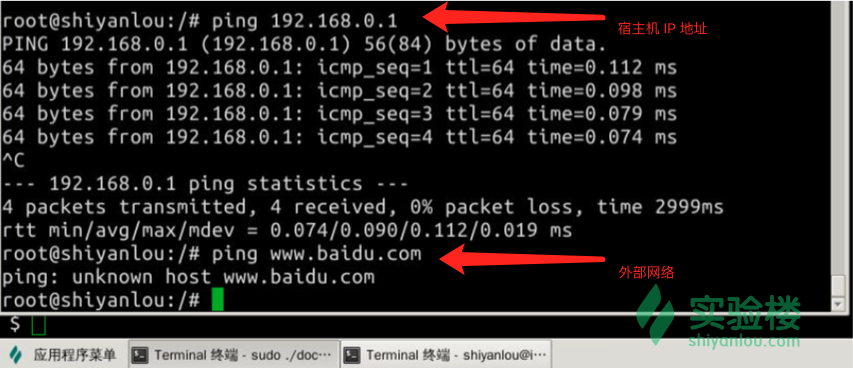 root@shiyanlou:/# ping 192.168.0.1
宿主机 IP 地址
PING 192.168.0.1 (192.168.0.1) 56(84) bytes of data.
64 bytes from 192.168.0.1: icmp_seq=1 ttl=64 time=0.112 ms
64 bytes from 192.168.0.1: icmp_seq=2 ttl=64 time=0.098 ms
64 bytes from 192.168.0.1: icmp_seq=3 ttl=64 time=0.079 ms
64 bytes from 192.168.0.1: icmp_seq=4 ttl=64 time=0.074 ms
^C
--- 192.168.0.1 ping statistics ---
4 packets transmitted, 4 received, 0% packet loss, time 2999ms
rtt min/avg/max/mdev = 0.074/0.090/0.112/0.019 ms
root@shiyanlou:/# ping www.baidu.com
外部网络
ping: unknown host www.baidu.com
root@shiyanlou:/#
$
实验楼
shiyanlou.com
应用程序菜单
Terminal 终端 - sudo ./doc...
Terminal 终端 - shiyanlou@i...